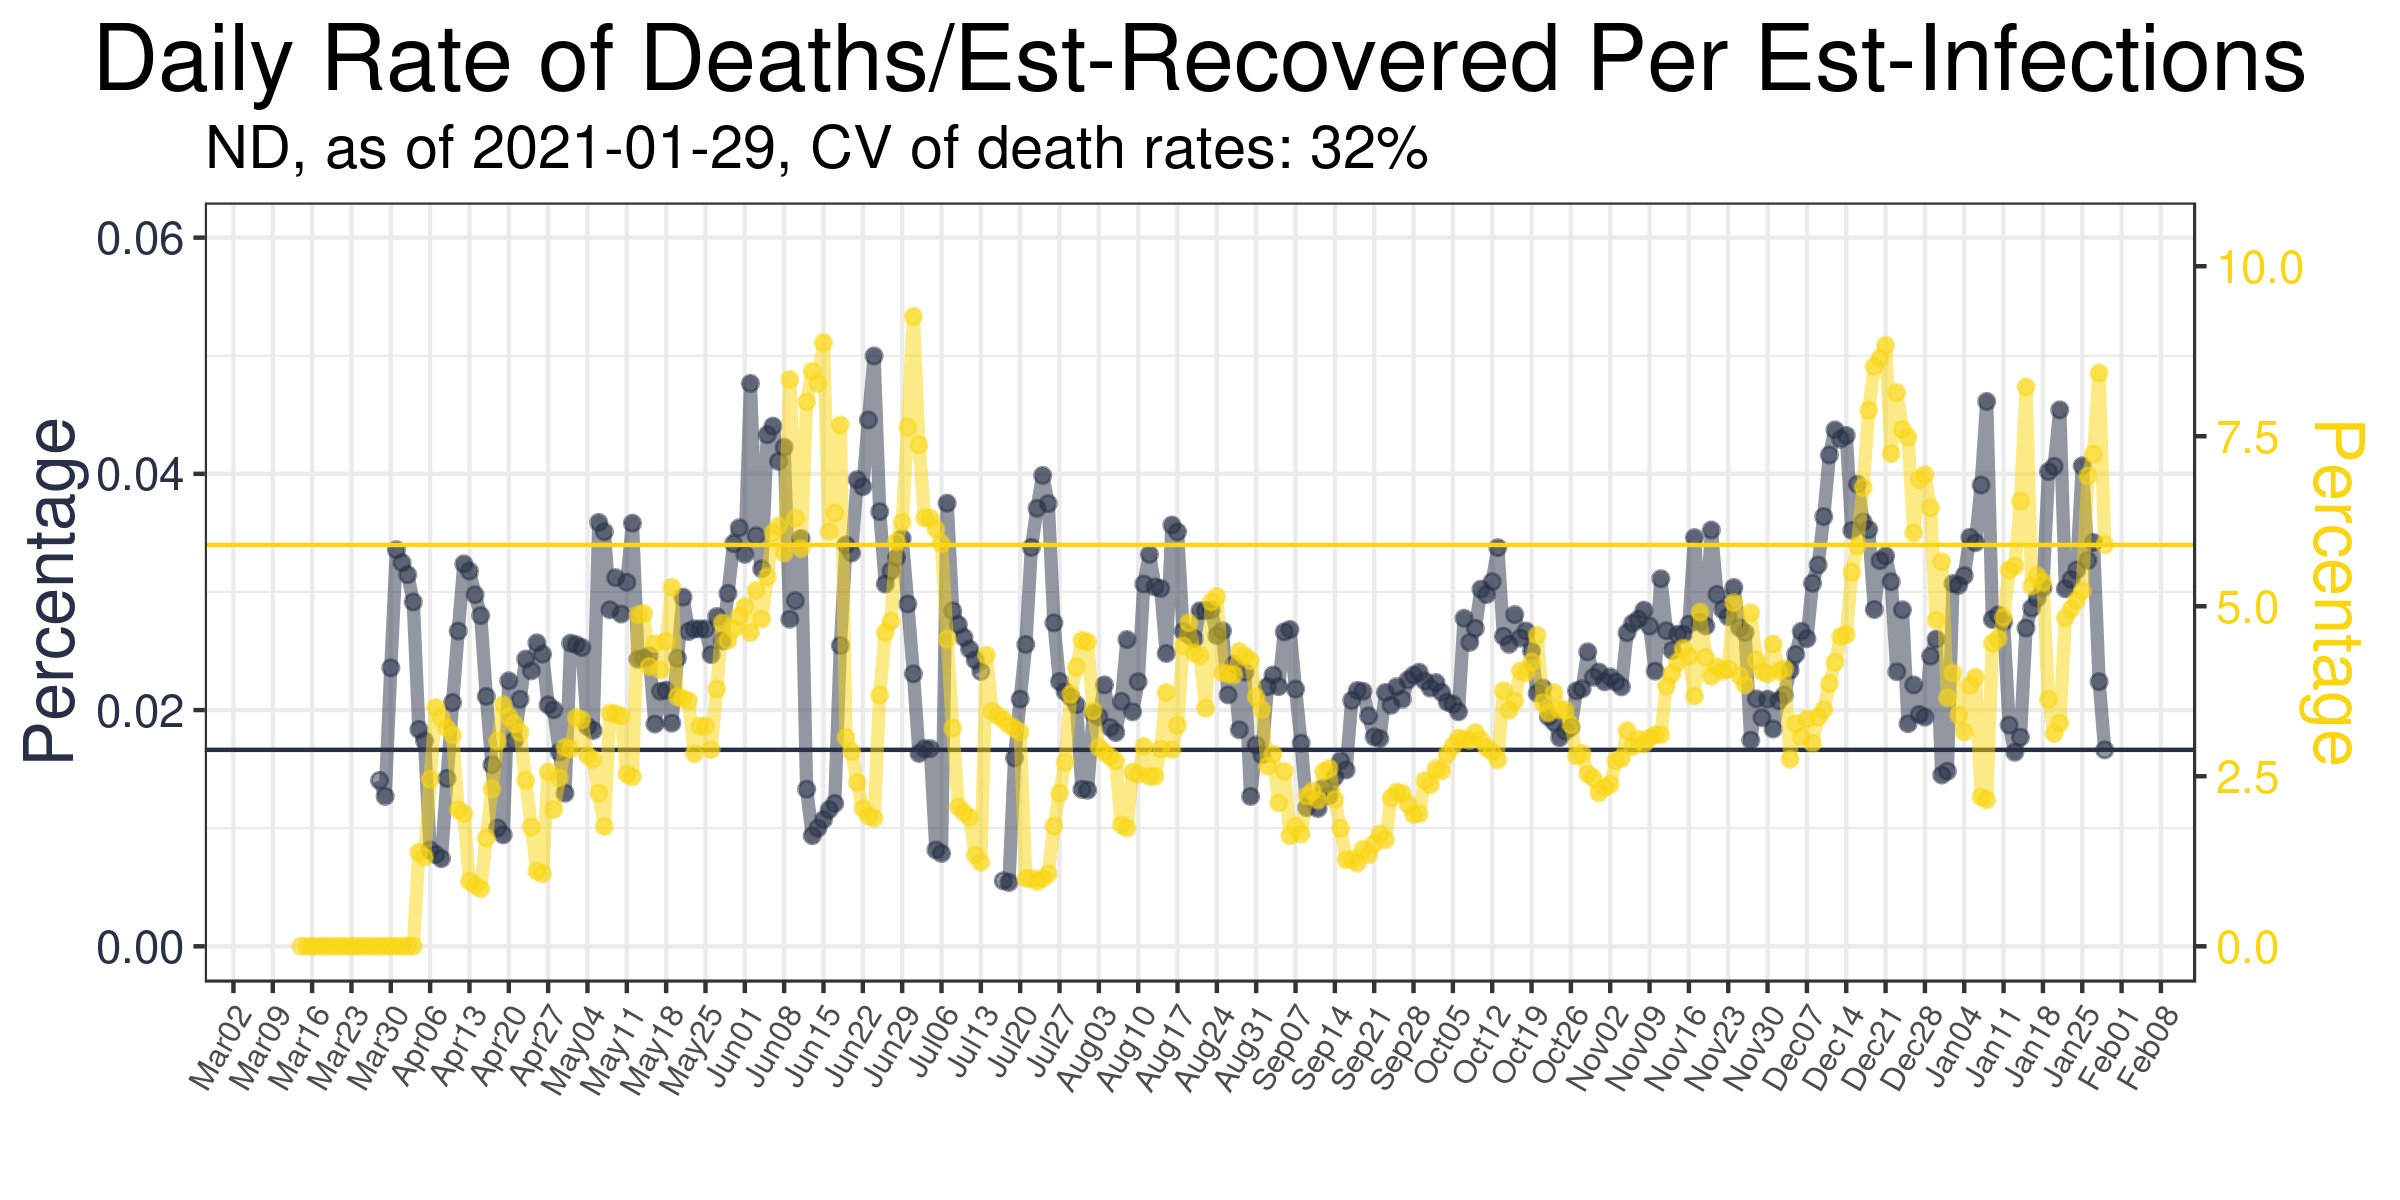 Daily Rate of Deaths/Est-Recovered Per Est-Infections
ND, as of 2021-01-29, CV of death rates: 32%
Percentage
0.06
0.04
0.02
0.00
10.0
7.5
5.0
2.5
0.0
Percentage
Mar02 Mar09 Mar16 Mar23 Mar30 Apr06 Apr13 Apr20 Apr27 May04 May11 May18 May25 Jun01 Jun08 Jun15 Jun22 Jun29 Jul06 Jul13 Jul20 Jul27 Aug03 Aug10 Aug17 Aug24 Aug31 Sep07 Sep14 Sep21 Sep28 Oct05 Oct12 Oct19 Oct26 Nov02 Nov09 Nov16 Nov23 Nov30 Dec07 Dec14 Dec21 Dec28 Jan04 Jan11 Jan18 Jan25 Feb01 Feb08